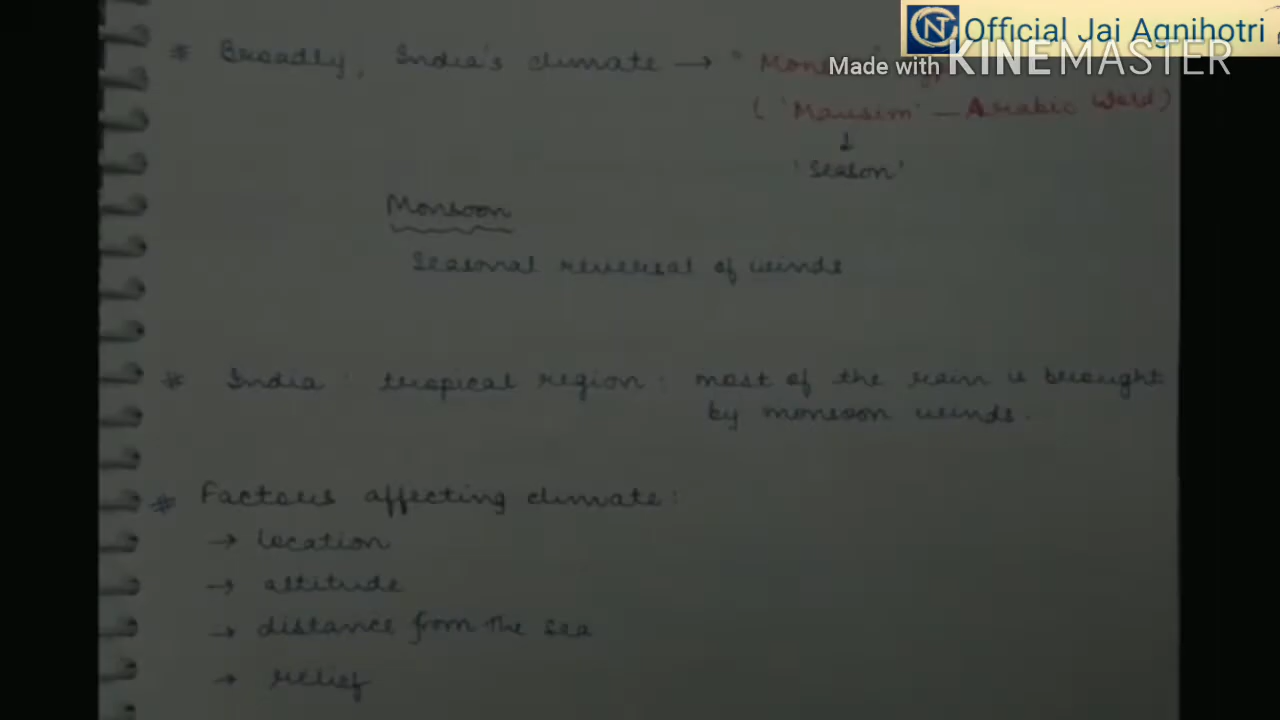 Official Jai Agnihotri
Made with KINEMASTER
* Broadly, India's climate →
( 'Mausim' - Arabic Word)
↓
'Season'
Monsoon
Seasonal reversal of winds
* India : tropical region : most of the rain is brought
by monsoon winds.
* Factors affecting climate :
→ location
→ altitude
→ distance from the sea
→ relief